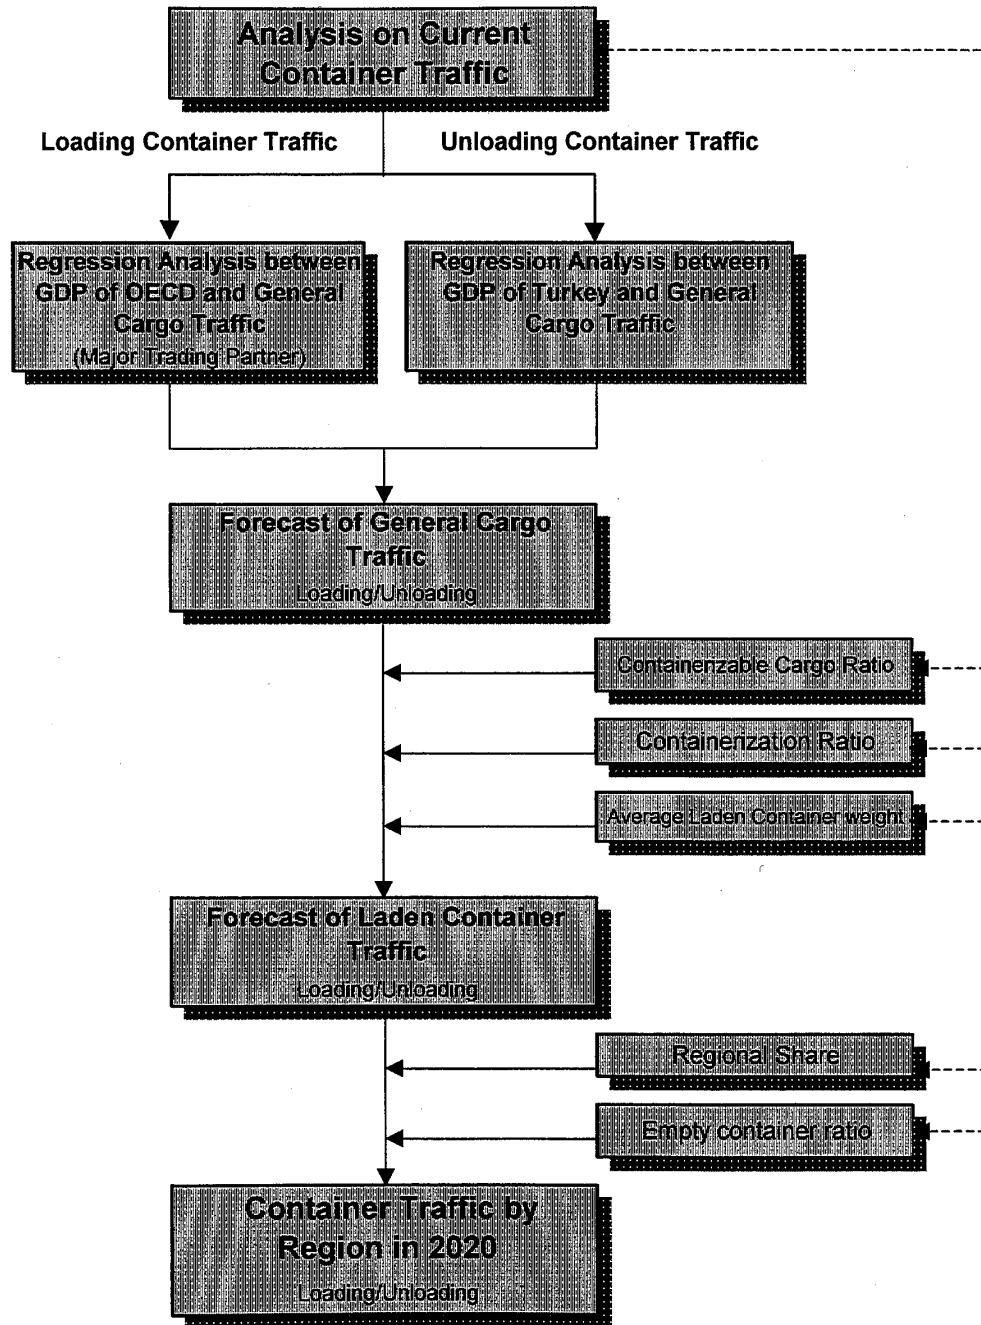 Analysis on Current
Container Traffic
Loading Container Traffic
Unloading Container Traffic
Regression Analysis between
GDP of OECD and General
Cargo Traffic
(Major Trading Partner)
Regression Analysis between
GDP of Turkey and General
Cargo Traffic
Forecast of General Cargo
Traffic
Loading/Unloading
Containerizable Cargo Ratio
Containerization Ratio
Average Laden Container weight
Forecast of Laden Container
Traffic
Loading/Unloading
Regional Share
Empty container ratio
Container Traffic by
Region in 2020
Loading/Unloading